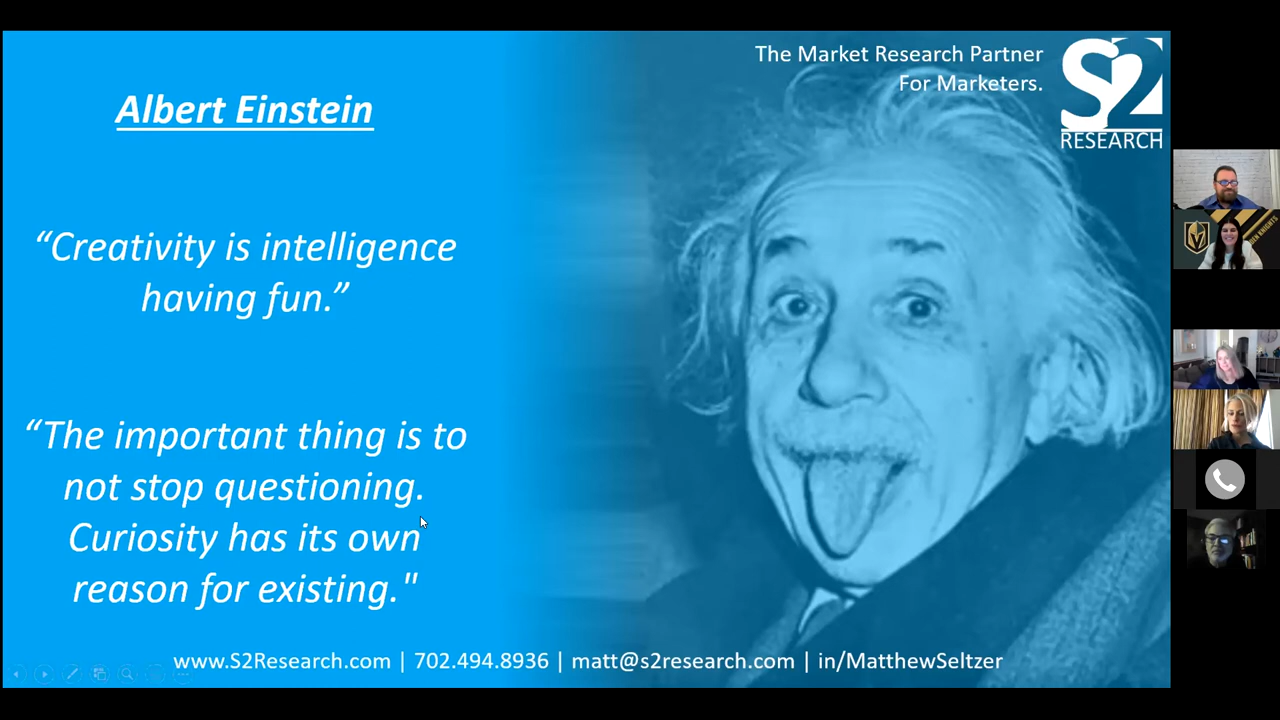 The Market Research Partner
For Marketers.
S2
RESEARCH
Albert Einstein
“Creativity is intelligence
having fun.”
“The important thing is to
not stop questioning.
Curiosity has its own
reason for existing."
www.S2Research.com | 702.494.8936 | matt@s2research.com | in/MatthewSeltzer